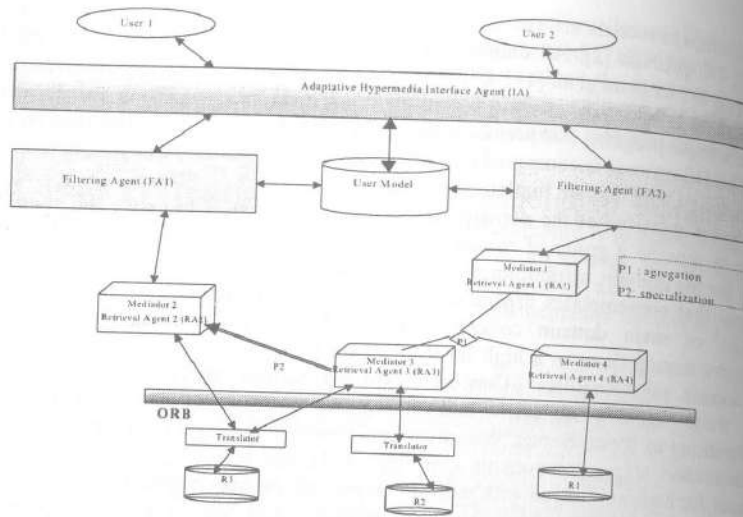 User 1
User 2
Adaptative Hypermedia Interface Agent (IA)
Filtering Agent (FA1)
User Model
Filtering Agent (FA2)
Mediator 1
Retrieval Agent 1 (RA1)
P1 : agregation
P2. specialization
Mediator 2
Retrieval Agent 2 (RA2)
P1
P2
Mediator 3
Retrieval Agent 3 (RA3)
Mediator 4
Retrieval Agent 4 (RA4)
ORB
Translator
Translator
R2
R1